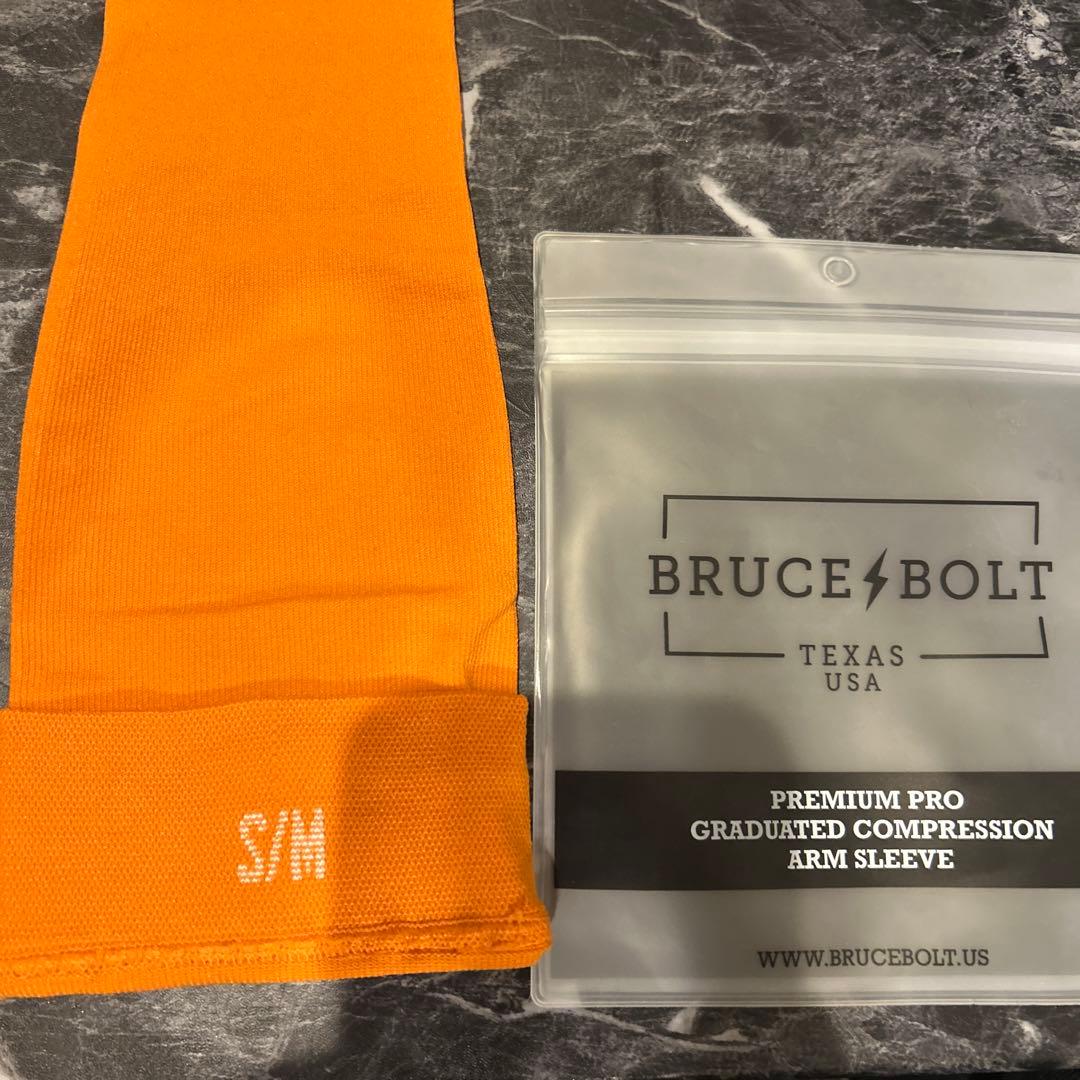 S/M
BRUCE BOLT
TEXAS
USA
PREMIUM PRO
GRADUATED COMPRESSION
ARM SLEEVE
WWW.BRUCEBOLT.US